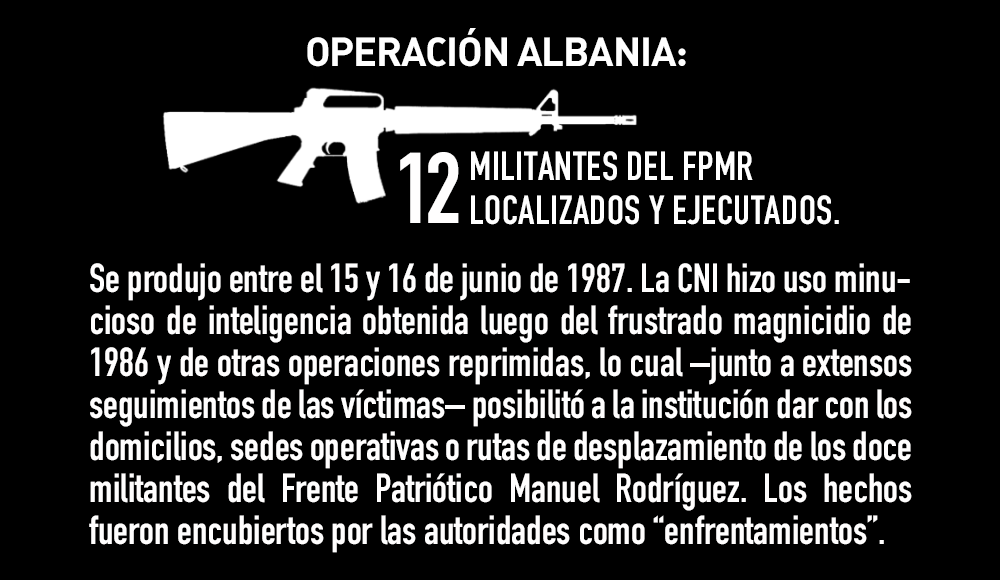 OPERACIÓN ALBANIA:
12 MILITANTES DEL FPMR
LOCALIZADOS Y EJECUTADOS.
Se produjo entre el 15 y 16 de junio de 1987. La CNI hizo uso minu-
cioso de inteligencia obtenida luego del frustrado magnicidio de
1986 y de otras operaciones reprimidas, lo cual –junto a extensos
seguimientos de las víctimas– posibilitó a la institución dar con los
domicilios, sedes operativas o rutas de desplazamiento de los doce
militantes del Frente Patriótico Manuel Rodríguez. Los hechos
fueron encubiertos por las autoridades como “enfrentamientos”.